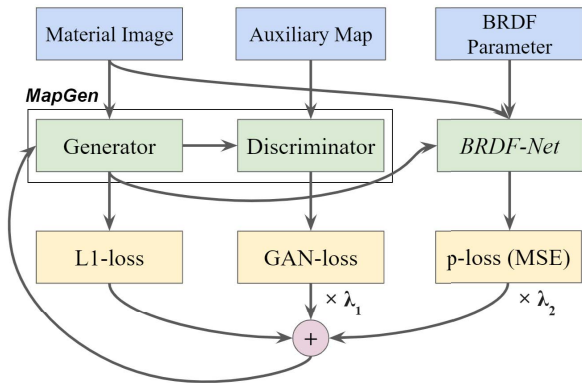 Material Image
Auxiliary Map
BRDF
Parameter
MapGen
Generator
Discriminator
BRDF-Net
L1-loss
GAN-loss
p-loss (MSE)
× λ₁
× λ₂
+